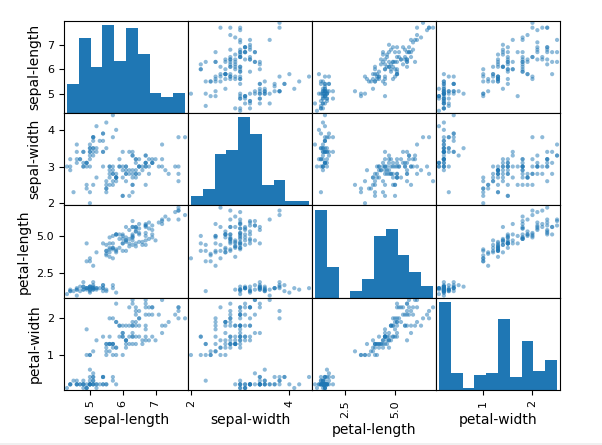 sepal-length
7
6
5
sepal-width
4
3
2
petal-length
5.0
2.5
petal-width
2
1
5 6 7 2 4 2.5 5.0 1 2
sepal-length sepal-width petal-length petal-width